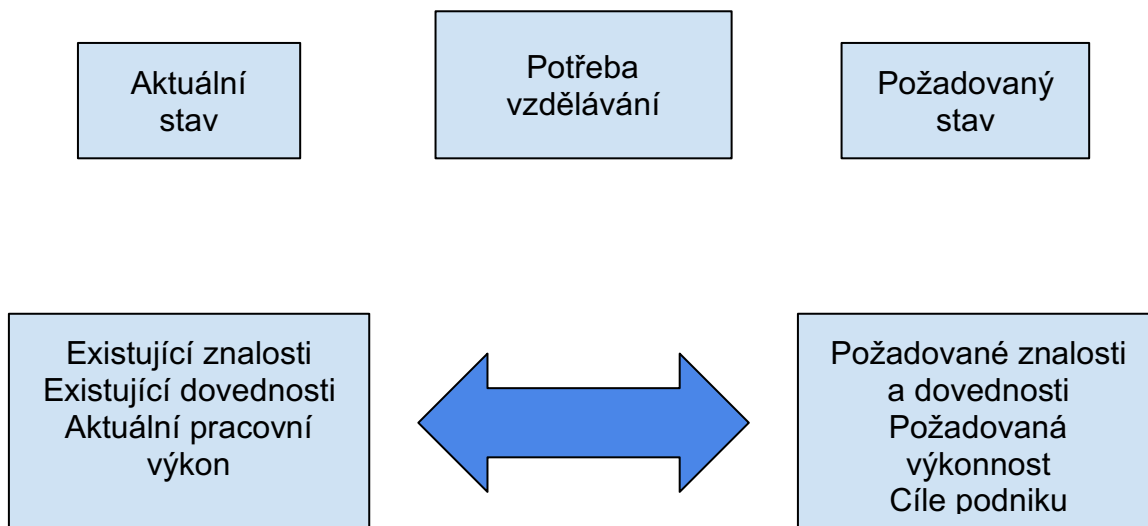 Aktuální
stav
Potřeba
vzdělávání
Požadovaný
stav
Existující znalosti
Existující dovednosti
Aktuální pracovní
výkon
Požadované znalosti
a dovednosti
Požadovaná
výkonnost
Cíle podniku